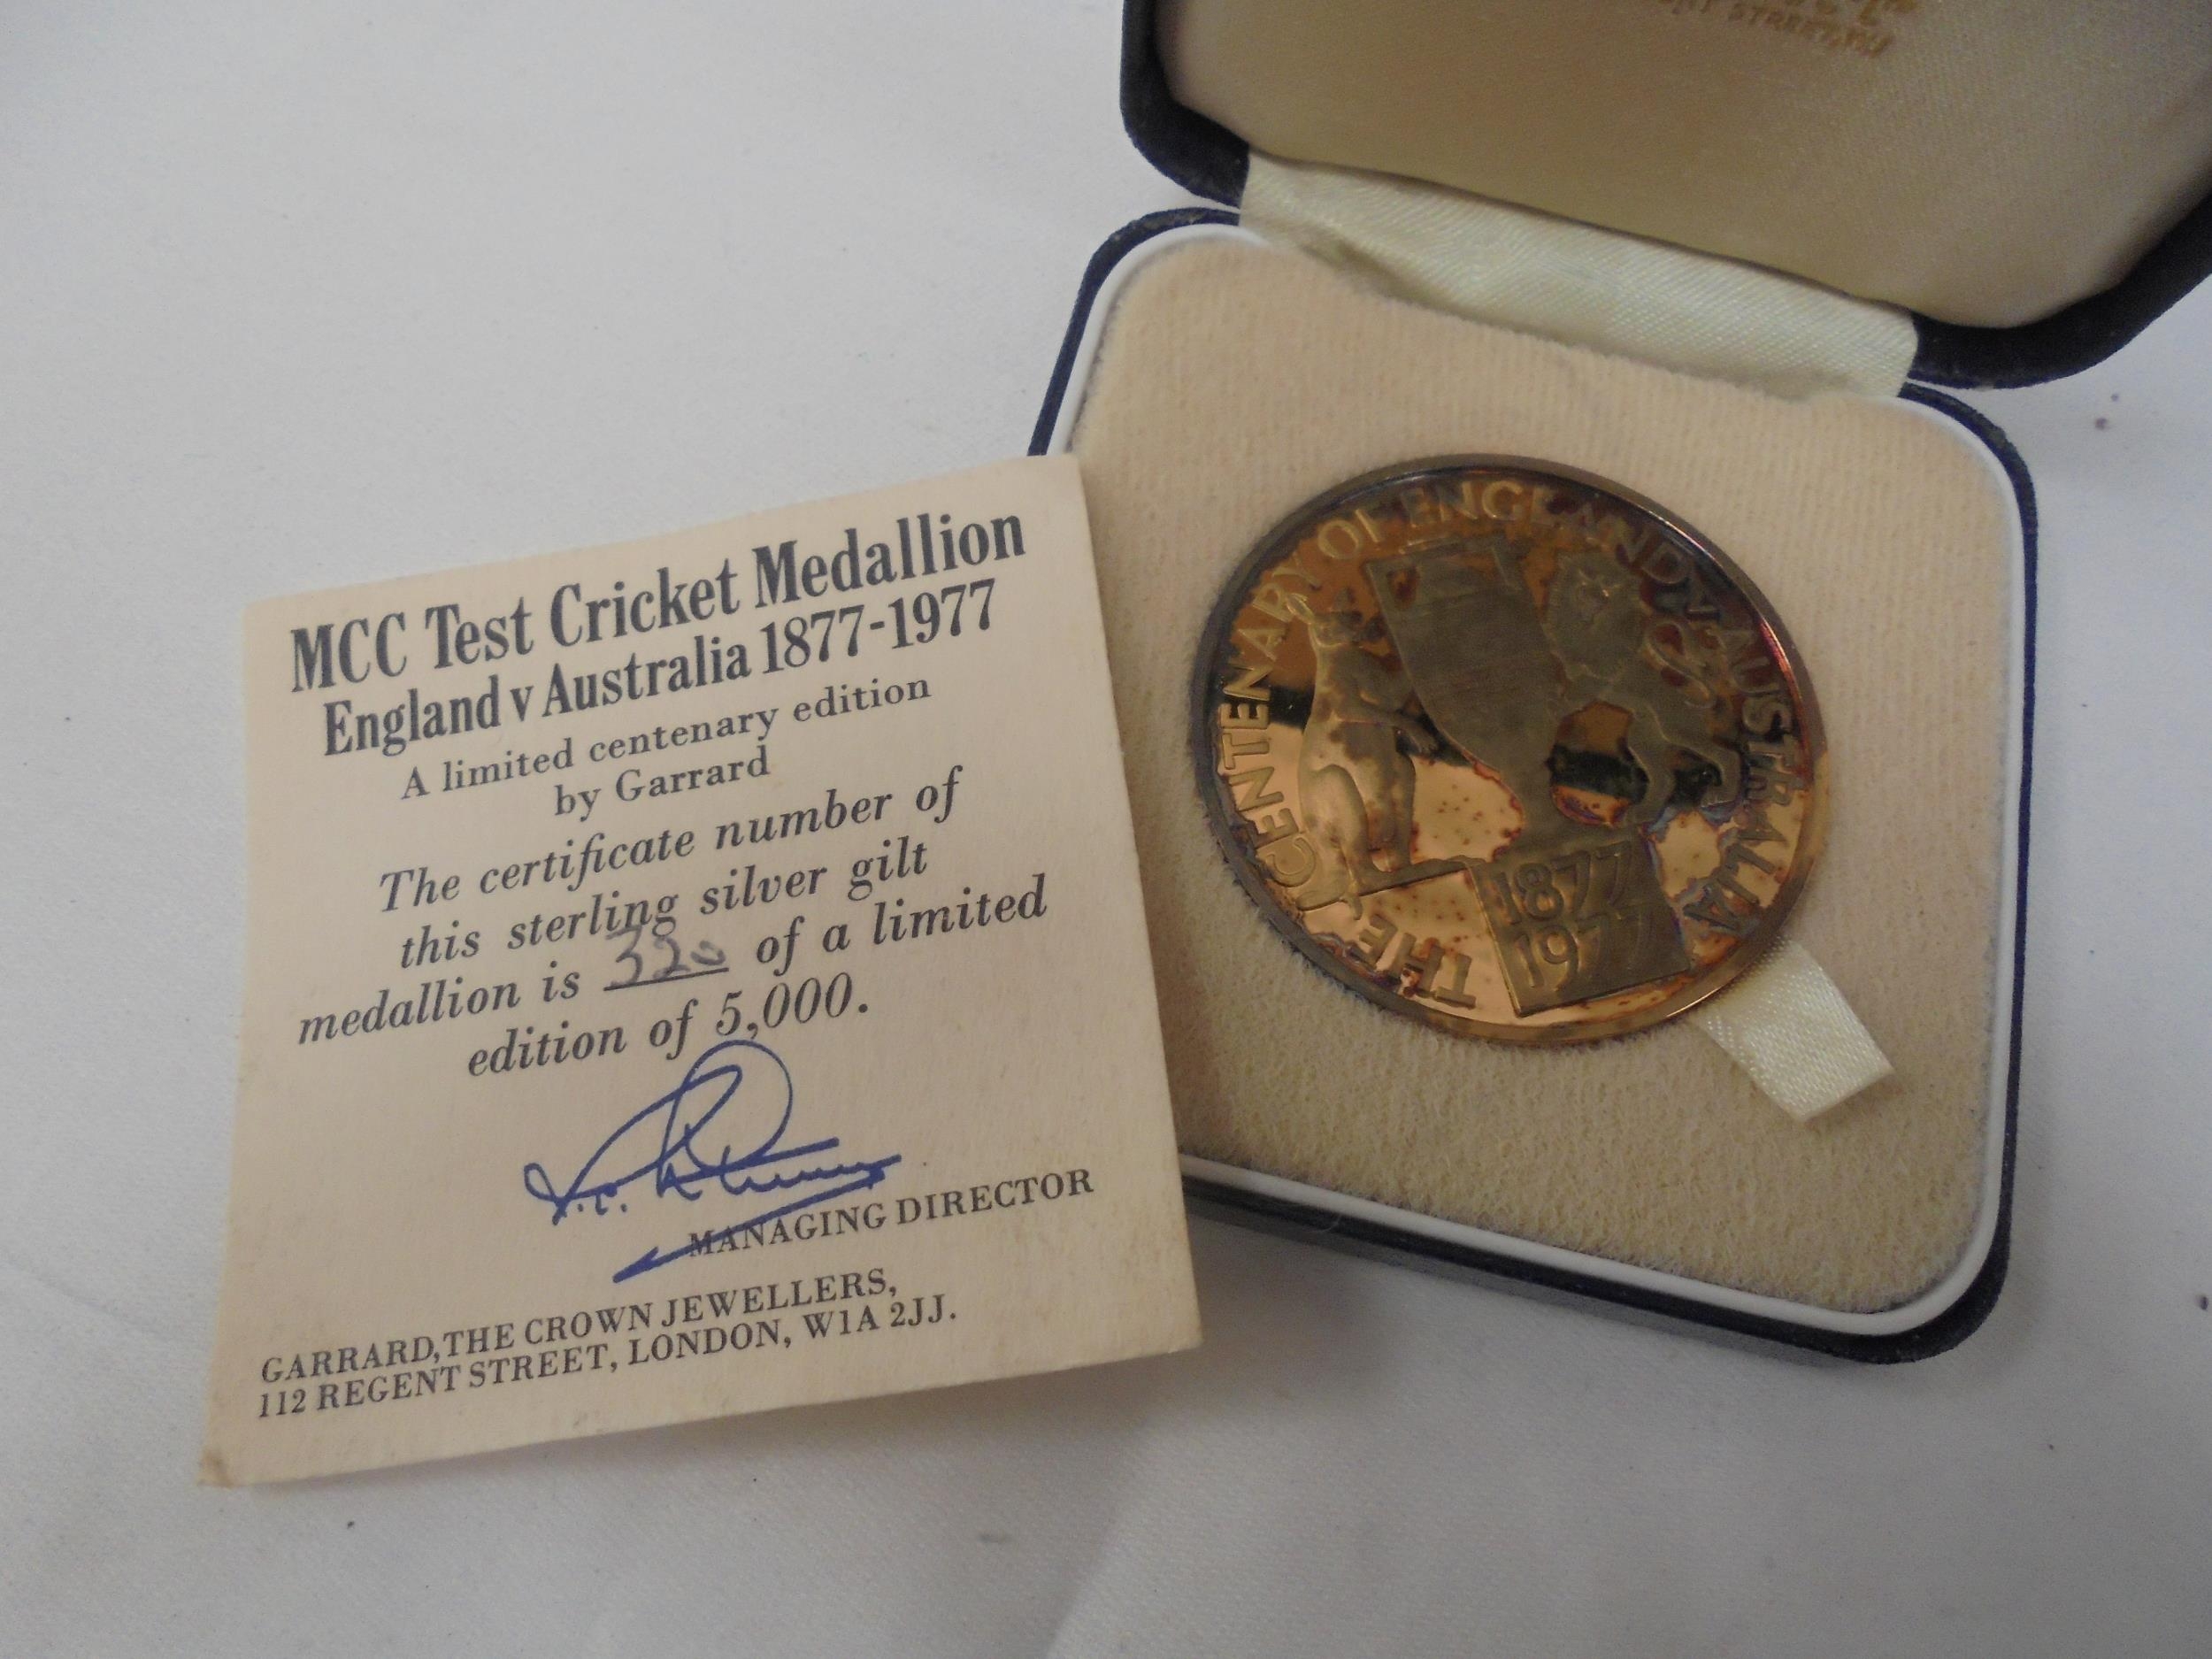 MCC Test Cricket Medallion
England v Australia 1877-1977
A limited centenary edition
by Garrard
The certificate number of
this sterling silver gilt
medallion is 320 of a limited
edition of 5,000.
MANAGING DIRECTOR
GARRARD, THE CROWN JEWELLERS,
112 REGENT STREET, LONDON, W1A 2JJ.
THE CENTENARY OF ENGLAND V AUSTRALIA
1877
1977
STREET, W1